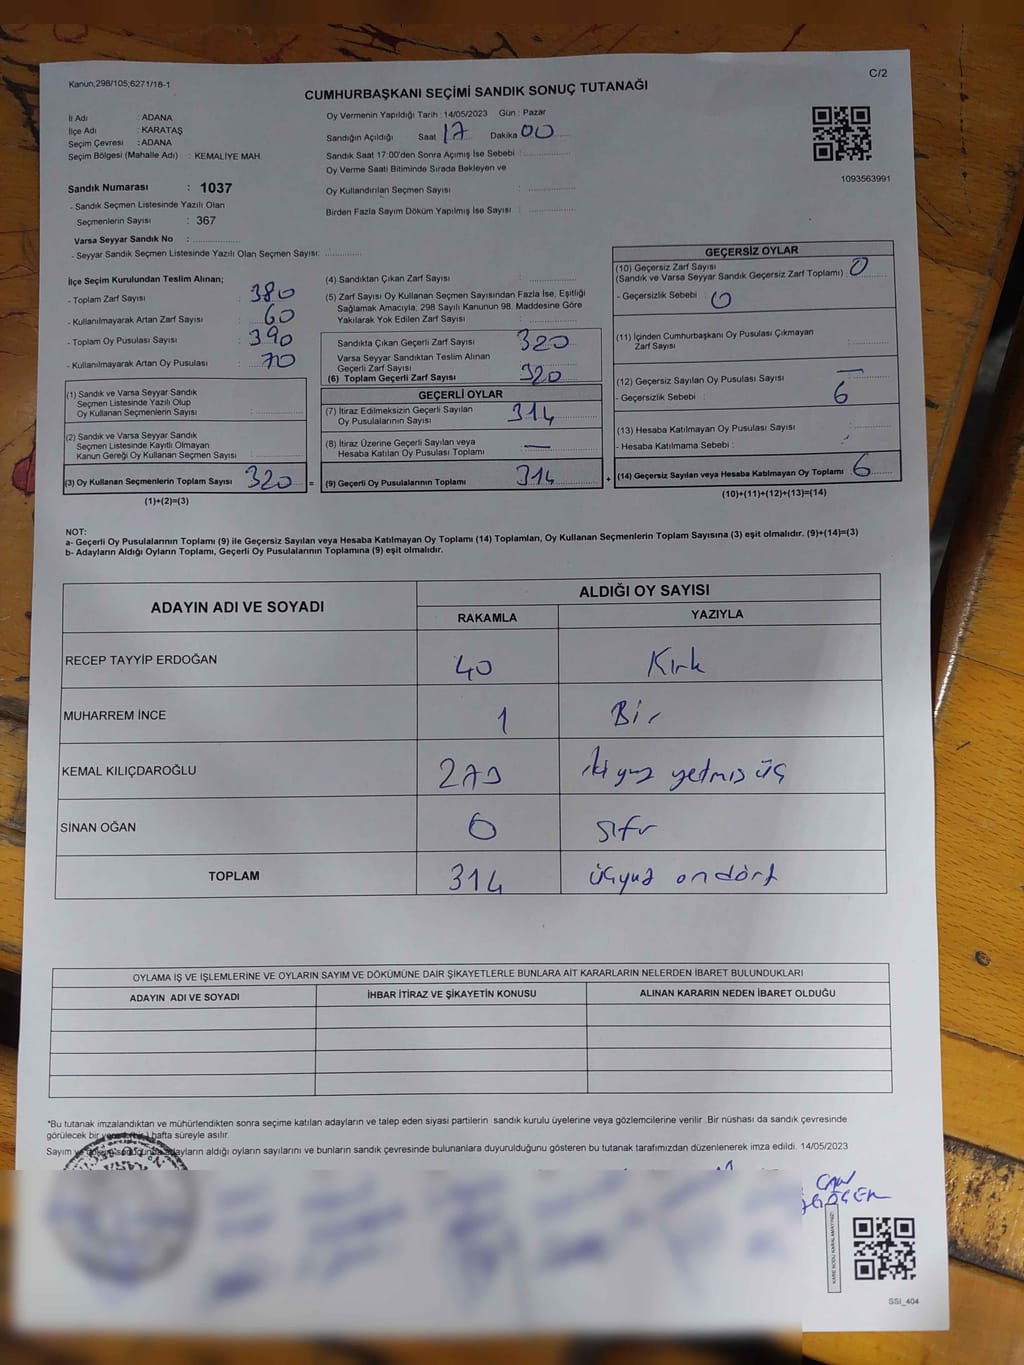 Kanun;298/105;6271/18-1
C/2
CUMHURBAŞKANI SEÇİMİ SANDIK SONUÇ TUTANAĞI
İl Adı : ADANA
İlçe Adı : KARATAŞ
Seçim Çevresi : ADANA
Seçim Bölgesi (Mahalle Adı) : KEMALİYE MAH.
Sandık Numarası : 1037
- Sandık Seçmen Listesinde Yazılı Olan
Seçmenlerin Sayısı : 367
Varsa Seyyar Sandık No :
- Seyyar Sandık Seçmen Listesinde Yazılı Olan Seçmen Sayısı:
Oy Vermenin Yapıldığı Tarih : 14/05/2023 Gün : Pazar
Sandığın Açıldığı Saat 17 Dakika 00
Sandık Saat 17:00'den Sonra Açımış İse Sebebi :
Oy Verme Saati Bitiminde Sırada Bekleyen ve
Oy Kullandırılan Seçmen Sayısı :
Birden Fazla Sayım Döküm Yapılmış İse Sayısı :
1093563991
İlçe Seçim Kurulundan Teslim Alınan;
- Toplam Zarf Sayısı : 380
- Kullanılmayarak Artan Zarf Sayısı : 60
- Toplam Oy Pusulası Sayısı : 390
- Kullanılmayarak Artan Oy Pusulası : 70
(1) Sandık ve Varsa Seyyar Sandık
Seçmen Listesinde Yazılı Olup
Oy Kullanan Seçmenlerin Sayısı :
(2) Sandık ve Varsa Seyyar Sandık
Seçmen Listesinde Kayıtlı Olmayan
Kanun Gereği Oy Kullanan Seçmen Sayısı :
(3) Oy Kullanan Seçmenlerin Toplam Sayısı 320 =
(1)+(2)=(3)
(4) Sandıktan Çıkan Zarf Sayısı :
(5) Zarf Sayısı Oy Kullanan Seçmen Sayısından Fazla İse, Eşitliği
Sağlamak Amacıyla; 298 Sayılı Kanunun 98. Maddesine Göre
Yakılarak Yok Edilen Zarf Sayısı :
Sandıkta Çıkan Geçerli Zarf Sayısı : 320
Varsa Seyyar Sandıktan Teslim Alınan
Geçerli Zarf Sayısı :
(6) Toplam Geçerli Zarf Sayısı : 320
GEÇERLİ OYLAR
(7) İtiraz Edilmeksizin Geçerli Sayılan
Oy Pusulalarının Sayısı : 314
(8) İtiraz Üzerine Geçerli Sayılan veya
Hesaba Katılan Oy Pusulası Toplamı : —
(9) Geçerli Oy Pusulalarının Toplamı : 314 +
GEÇERSİZ OYLAR
(10) Geçersiz Zarf Sayısı
(Sandık ve Varsa Seyyar Sandık Geçersiz Zarf Toplamı) : 0
- Geçersizlik Sebebi : 0
(11) İçinden Cumhurbaşkanı Oy Pusulası Çıkmayan
Zarf Sayısı : —
(12) Geçersiz Sayılan Oy Pusulası Sayısı :
- Geçersizlik Sebebi : 6
(13) Hesaba Katılmayan Oy Pusulası Sayısı :
- Hesaba Katılmama Sebebi :
(14) Geçersiz Sayılan veya Hesaba Katılmayan Oy Toplamı : 6
(10)+(11)+(12)+(13)=(14)
NOT:
a- Geçerli Oy Pusulalarının Toplamı (9) ile Geçersiz Sayılan veya Hesaba Katılmayan Oy Toplamı (14) Toplamları, Oy Kullanan Seçmenlerin Toplam Sayısına (3) eşit olmalıdır. (9)+(14)=(3)
b- Adayların Aldığı Oyların Toplamı, Geçerli Oy Pusulalarının Toplamına (9) eşit olmalıdır.
ADAYIN ADI VE SOYADI ALDIĞI OY SAYISI
RAKAMLA YAZIYLA
RECEP TAYYİP ERDOĞAN 40 Kırk
MUHARREM İNCE 1 Bir
KEMAL KILIÇDAROĞLU 273 iki yuz yetmiş üç
SİNAN OĞAN 0 sıfır
TOPLAM 314 üçyuz ondört
OYLAMA İŞ VE İŞLEMLERİNE VE OYLARIN SAYIM VE DÖKÜMÜNE DAİR ŞİKAYETLERLE BUNLARA AİT KARARLARIN NELERDEN İBARET BULUNDUKLARI
ADAYIN ADI VE SOYADI İHBAR İTİRAZ VE ŞİKAYETİN KONUSU ALINAN KARARIN NEDEN İBARET OLDUĞU
*Bu tutanak imzalandıktan ve mühürlendikten sonra seçime katılan adayların ve talep eden siyasi partilerin sandık kurulu üyelerine veya gözlemcilerine verilir .Bir nüshası da sandık çevresinde
görülecek bir yere 1 (bir) hafta süreyle asılır.
Sayım adayların aldığı oyların sayılarını ve bunların sandık çevresinde bulunanlara duyurulduğunu gösteren bu tutanak tarafımızdan düzenlenerek imza edildi. 14/05/2023
CAN
KARE KODU KARALAMAYINIZ!
SSI_404